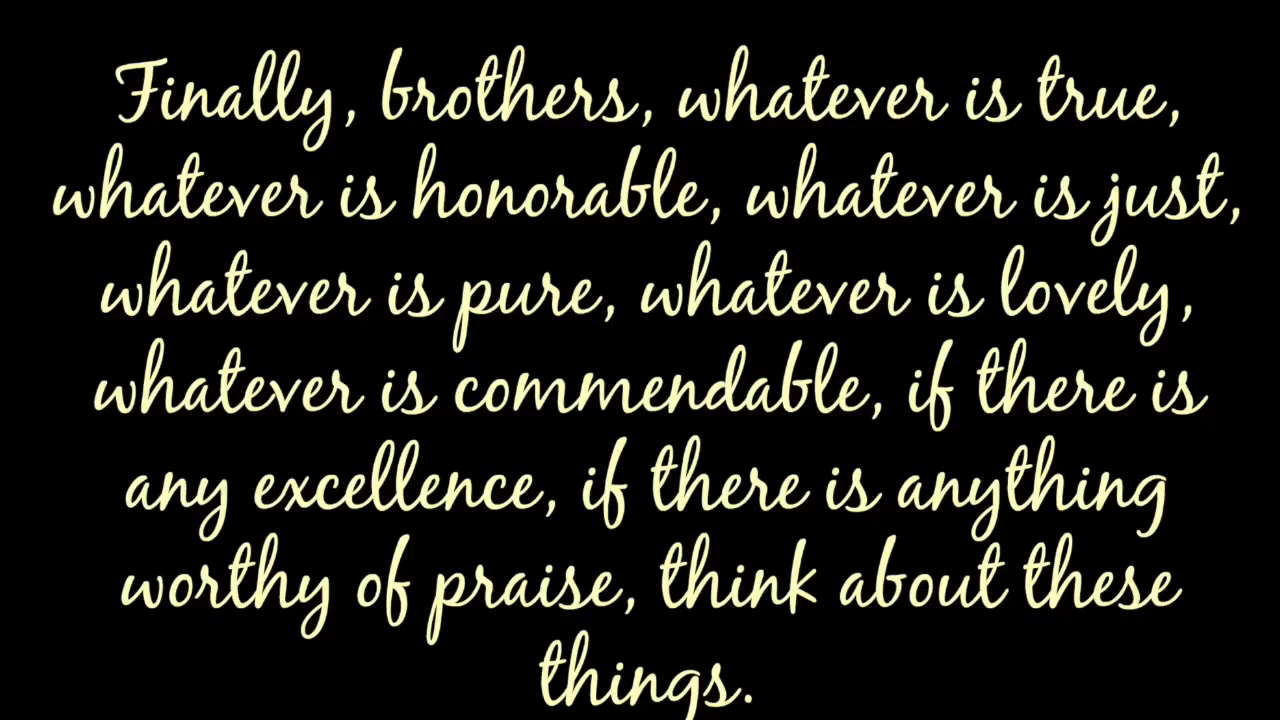 Finally, brothers, whatever is true,
whatever is honorable, whatever is just,
whatever is pure, whatever is lovely,
whatever is commendable, if there is
any excellence, if there is anything
worthy of praise, think about these
things.